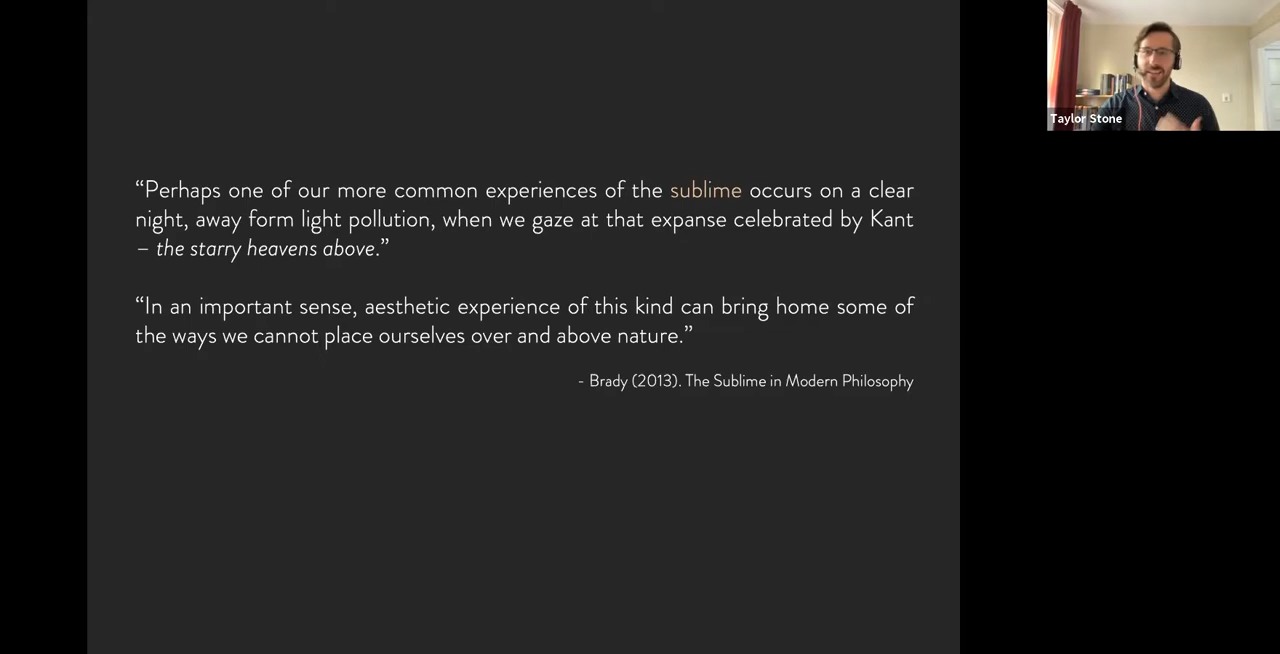 “Perhaps one of our more common experiences of the sublime occurs on a clear
night, away form light pollution, when we gaze at that expanse celebrated by Kant
– the starry heavens above.”
“In an important sense, aesthetic experience of this kind can bring home some of
the ways we cannot place ourselves over and above nature.”
- Brady (2013). The Sublime in Modern Philosophy
Taylor Stone